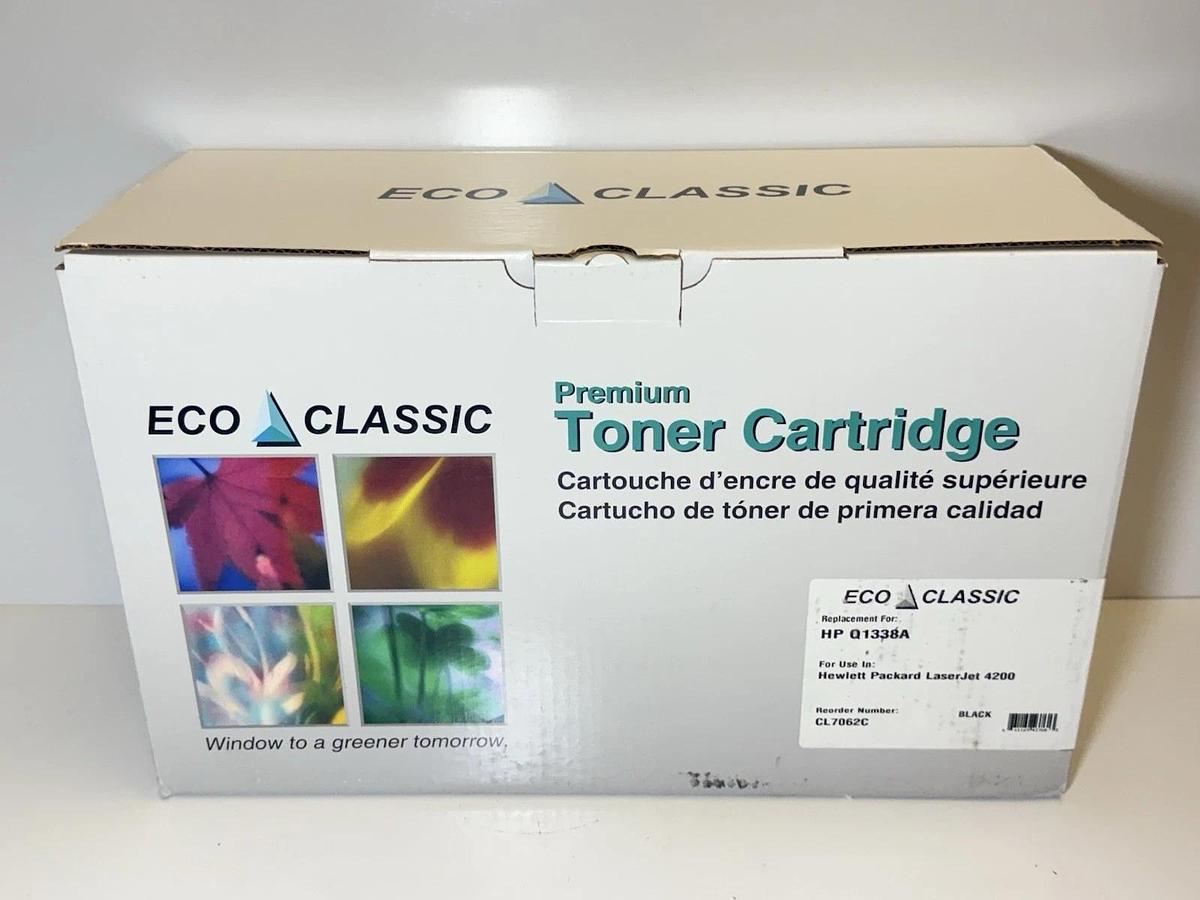 ECO CLASSIC
ECO CLASSIC
Premium
Toner Cartridge
Cartouche d'encre de qualité supérieure
Cartucho de tóner de primera calidad
Window to a greener tomorrow.
ECO CLASSIC
Replacement For:
HP Q1338A
For Use In:
Hewlett Packard LaserJet 4200
Reorder Number:
CL7062C
BLACK